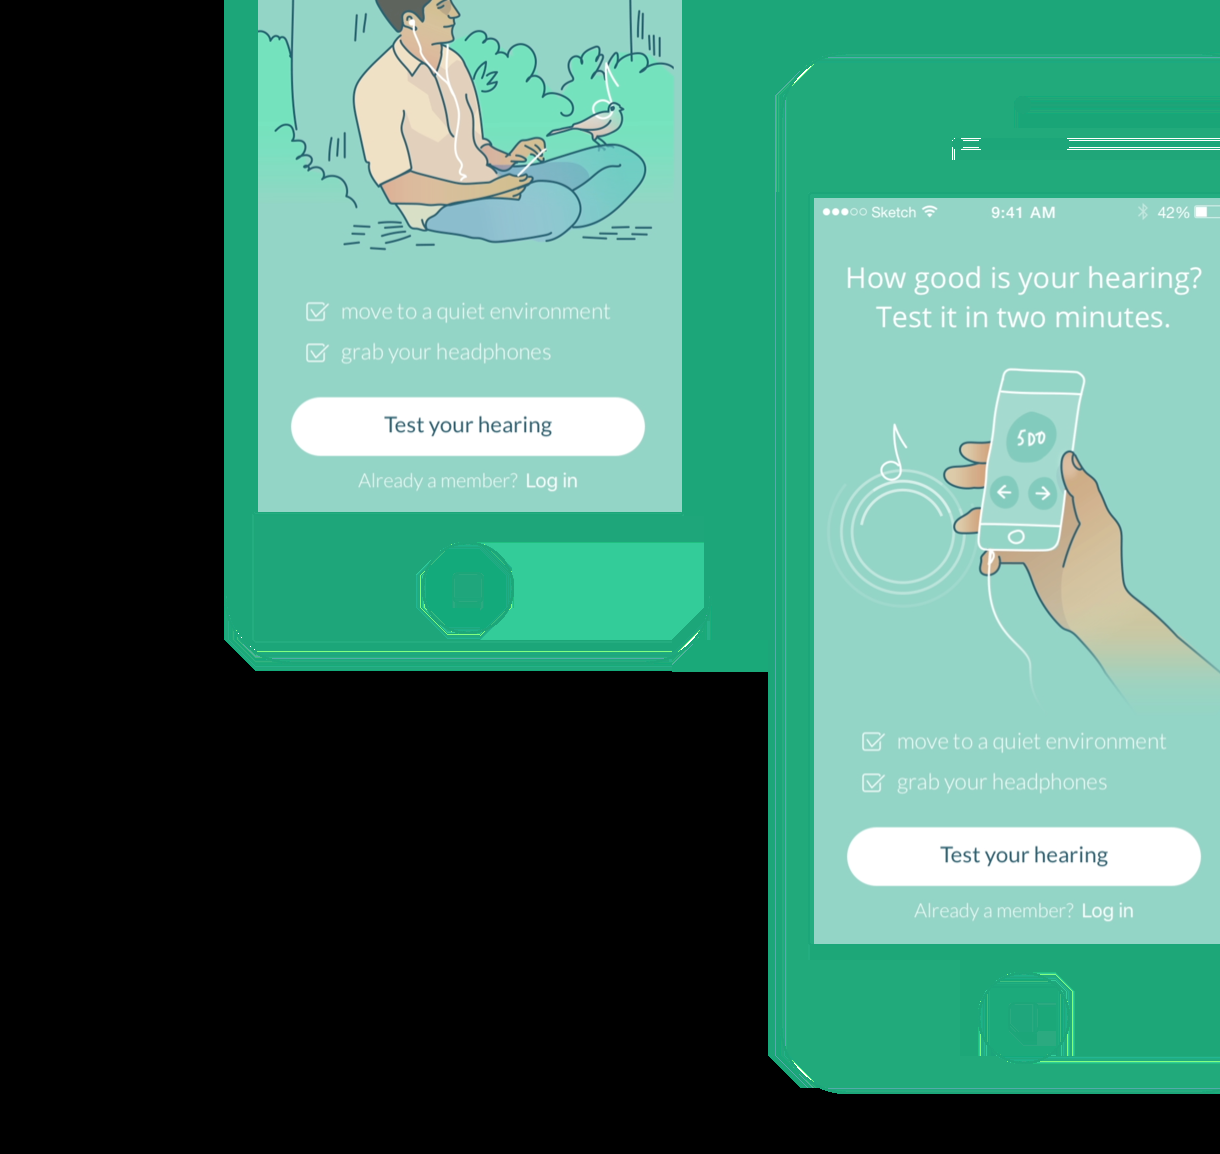 move to a quiet environment
grab your headphones
Test your hearing
Already a member? Log in
Sketch 9:41 AM 42%
How good is your hearing?
Test it in two minutes.
5DO
move to a quiet environment
grab your headphones
Test your hearing
Already a member? Log in